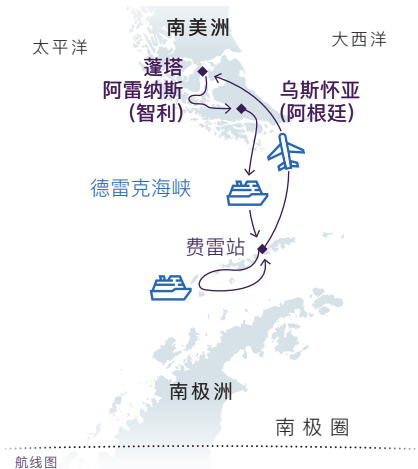 南美洲
太平洋
大西洋
蓬塔
阿雷纳斯
(智利)
乌斯怀亚
(阿根廷)
德雷克海峡
费雷站
南极洲
南极圈
航线图